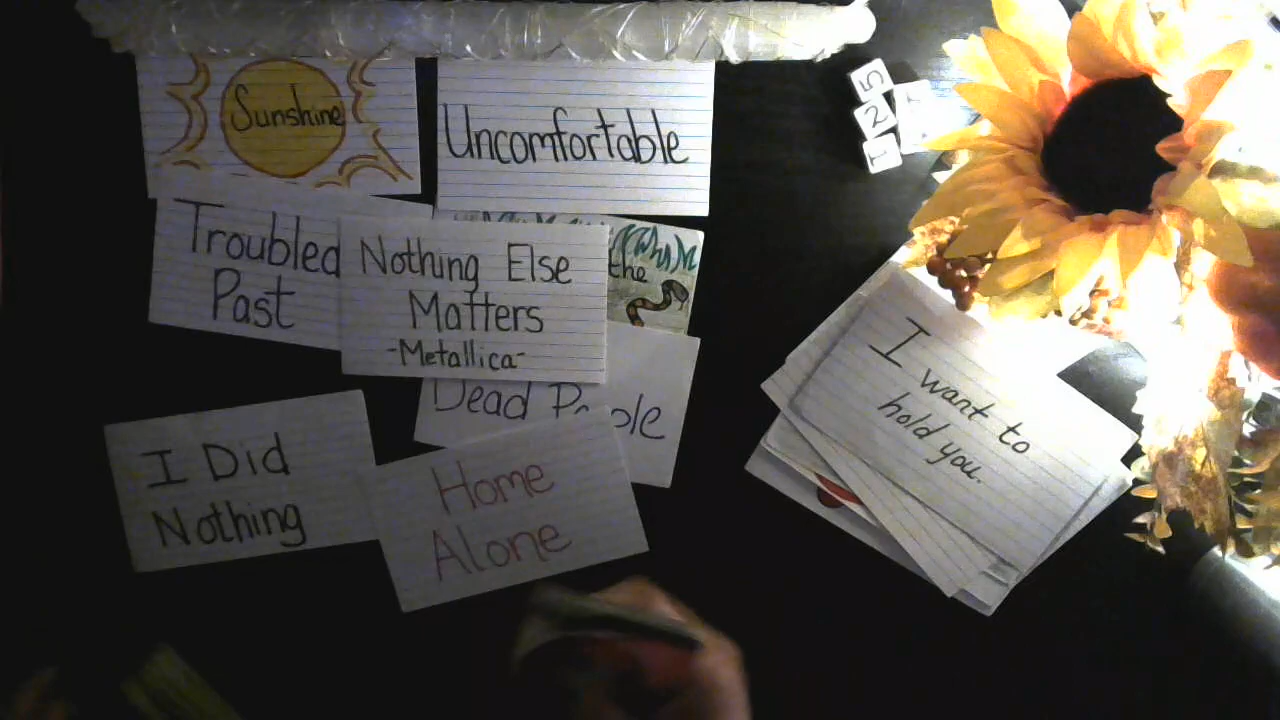 Sunshine
Uncomfortable
Troubled
Past
Nothing Else
Matters
-Metallica-
the
Dead
I Did
Nothing
Home
Alone
I want to
hold you.
5
2
1